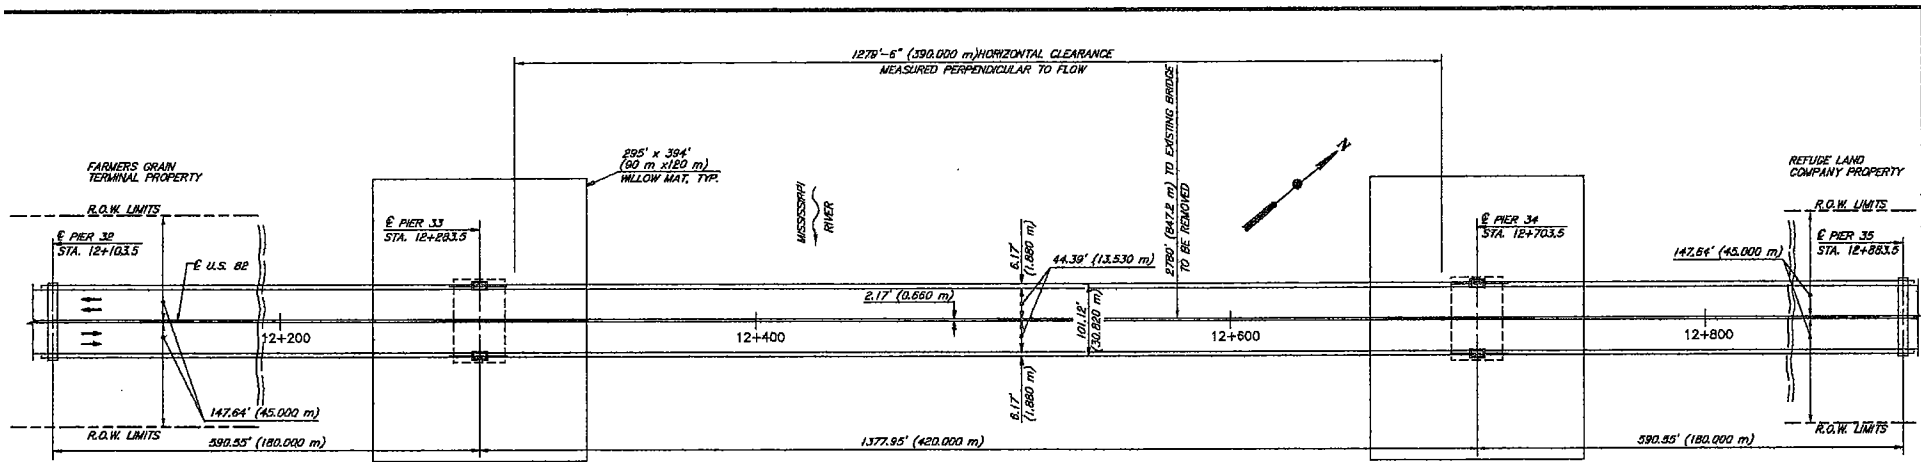 1279'-6" (390.000 m)HORIZONTAL CLEARANCE
MEASURED PERPENDICULAR TO FLOW
2780' (847.2 m) TO EXISTING BRIDGE
TO BE REMOVED
N
FARMERS GRAIN
TERMINAL PROPERTY
295' x 394'
(90 m x120 m)
WILLOW MAT, TYP.
MISSISSIPPI
RIVER
REFUGE LAND
COMPANY PROPERTY
R.O.W. LIMITS
R.O.W. LIMITS
℄ PIER 32
STA. 12+103.5
℄ PIER 33
STA. 12+283.5
℄ PIER 34
STA. 12+703.5
℄ PIER 35
STA. 12+883.5
℄ U.S. 82
6.17'
(1.880 m)
44.39' (13.530 m)
147.64' (45.000 m)
2.17' (0.660 m)
101.12'
(30.820 m)
12+200
12+400
12+600
12+800
6.17'
(1.880 m)
147.64' (45.000 m)
R.O.W. LIMITS
R.O.W. LIMITS
590.55' (180.000 m)
1377.95' (420.000 m)
590.55' (180.000 m)